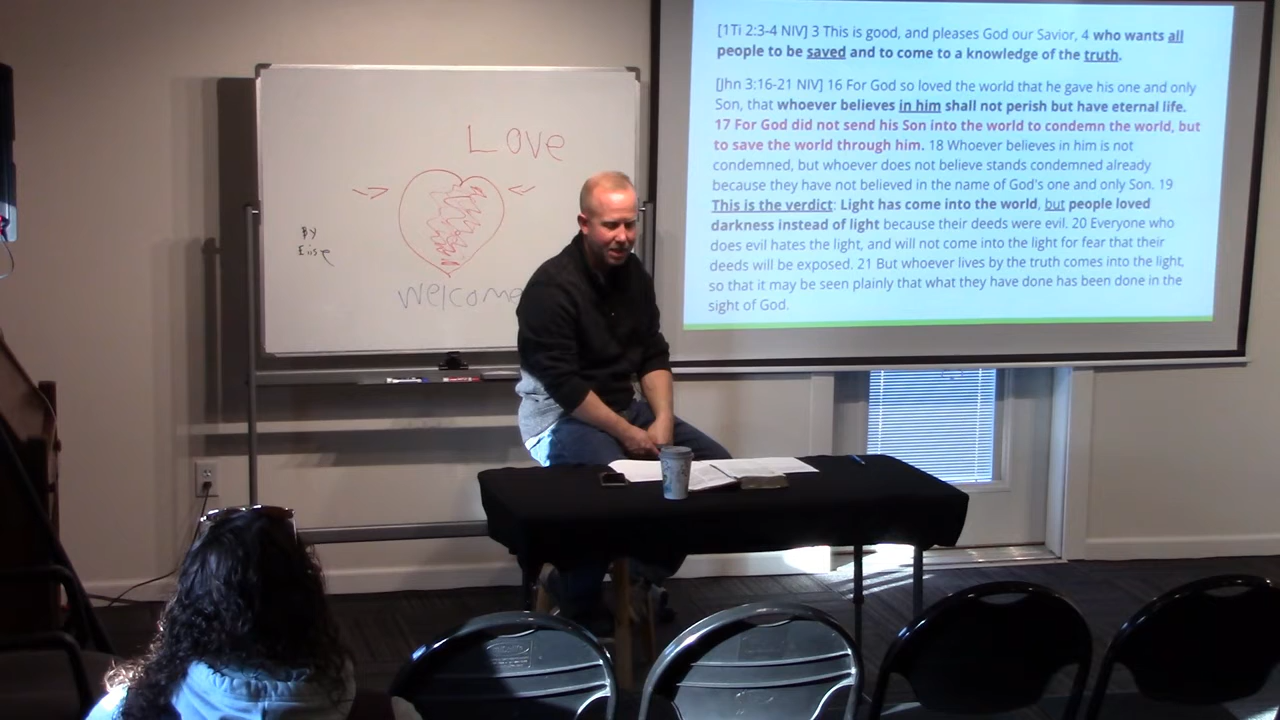 Love
By
Welcome
[1Ti 2:3-4 NIV] 3 This is good, and pleases God our Savior, 4 who wants all
people to be saved and to come to a knowledge of the truth.
[Jhn 3:16-21 NIV] 16 For God so loved the world that he gave his one and only
Son, that whoever believes in him shall not perish but have eternal life.
17 For God did not send his Son into the world to condemn the world, but
to save the world through him. 18 Whoever believes in him is not
condemned, but whoever does not believe stands condemned already
because they have not believed in the name of God's one and only Son. 19
This is the verdict: Light has come into the world, but people loved
darkness instead of light because their deeds were evil. 20 Everyone who
does evil hates the light, and will not come into the light for fear that their
deeds will be exposed. 21 But whoever lives by the truth comes into the light,
so that it may be seen plainly that what they have done has been done in the
sight of God.